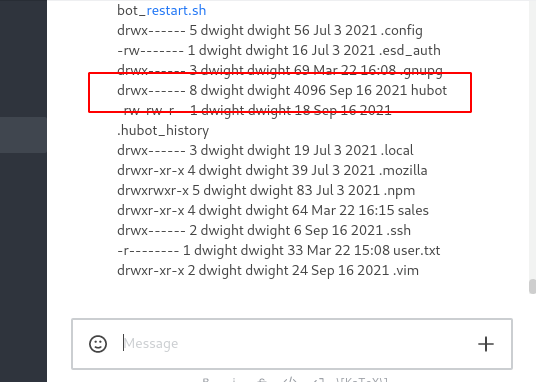 bot_restart.sh
drwx------ 5 dwight dwight 56 Jul 3 2021 .config
-rw------- 1 dwight dwight 16 Jul 3 2021 .esd_auth
drwx------ 3 dwight dwight 69 Mar 22 16:08 .gnupg
drwx------ 8 dwight dwight 4096 Sep 16 2021 hubot
-rw-rw-r-- 1 dwight dwight 18 Sep 16 2021
.hubot_history
drwx------ 3 dwight dwight 19 Jul 3 2021 .local
drwxr-xr-x 4 dwight dwight 39 Jul 3 2021 .mozilla
drwxrwxr-x 5 dwight dwight 83 Jul 3 2021 .npm
drwxr-xr-x 4 dwight dwight 64 Mar 22 16:15 sales
drwx------ 2 dwight dwight 6 Sep 16 2021 .ssh
-r-------- 1 dwight dwight 33 Mar 22 15:08 user.txt
drwxr-xr-x 2 dwight dwight 24 Sep 16 2021 .vim
Message